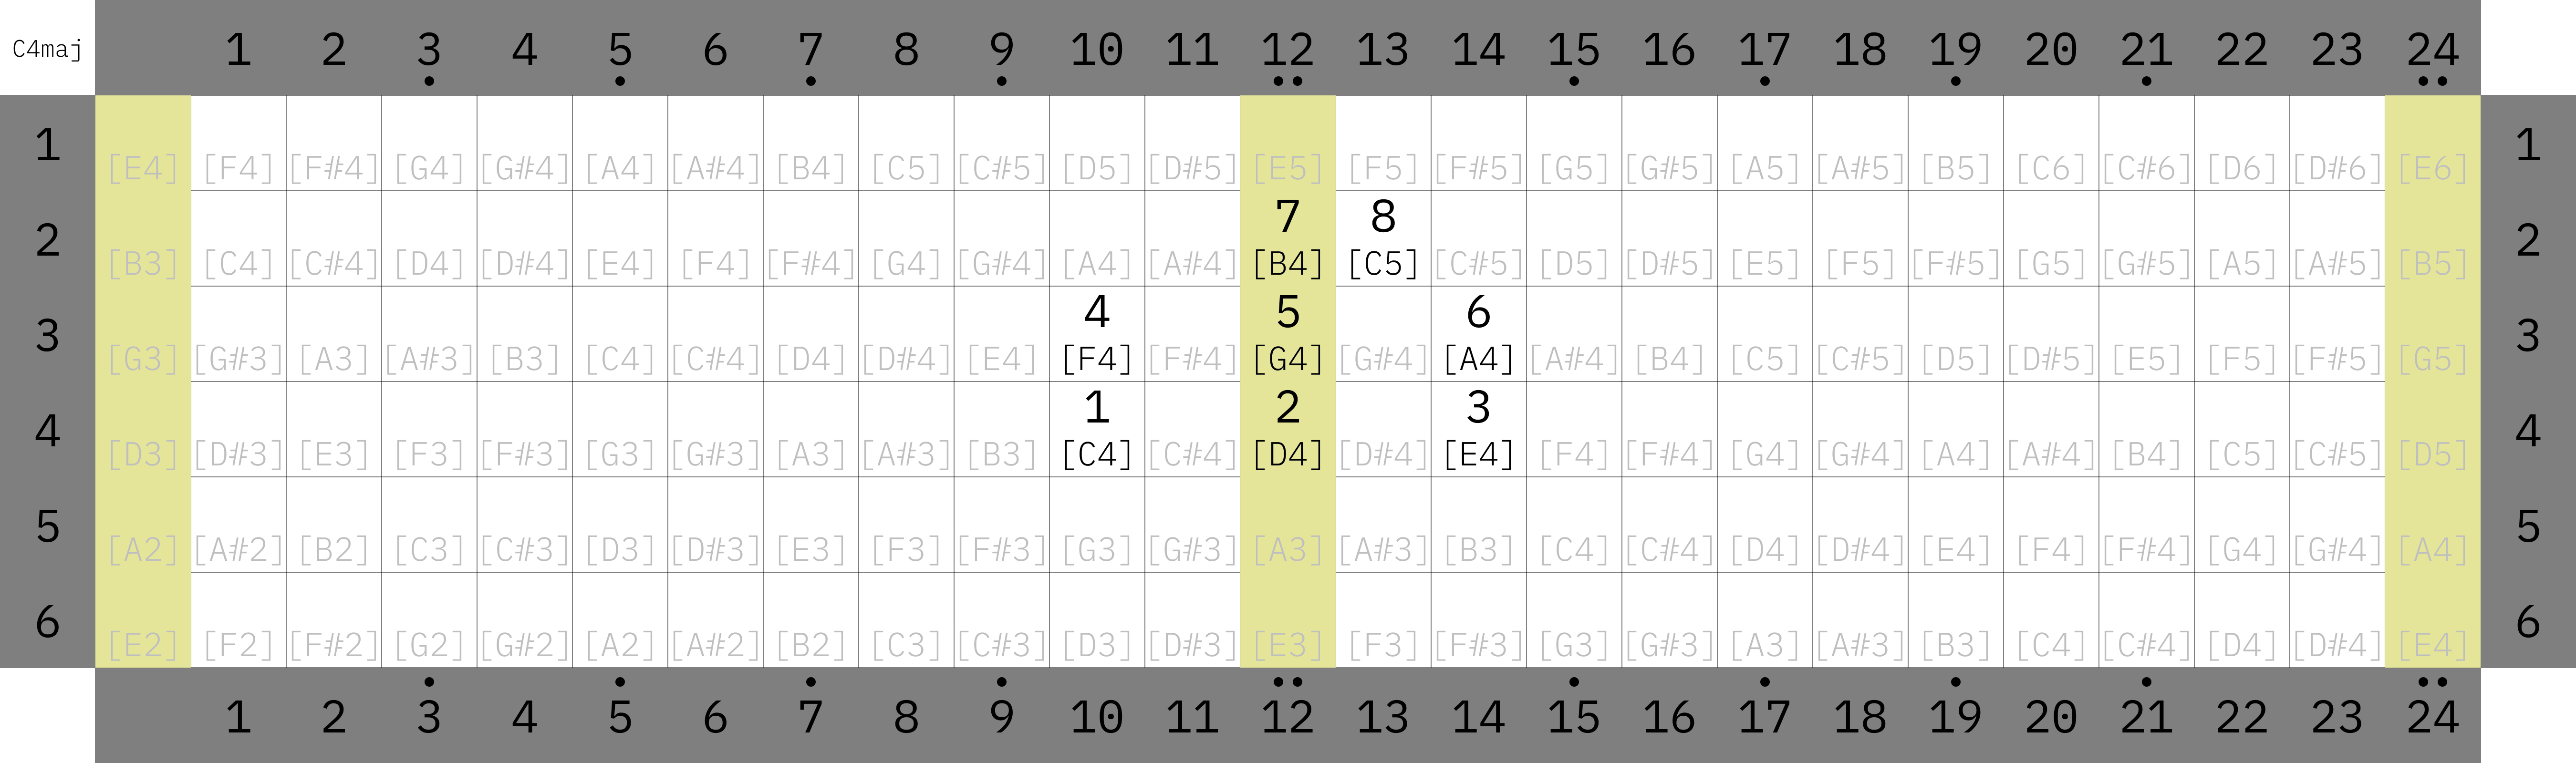 C4maj 1 2 3 4 5 6 7 8 9 10 11 12 13 14 15 16 17 18 19 20 21 22 23 24
1 [E4] [F4] [F#4] [G4] [G#4] [A4] [A#4] [B4] [C5] [C#5] [D5] [D#5] [E5] [F5] [F#5] [G5] [G#5] [A5] [A#5] [B5] [C6] [C#6] [D6] [D#6] [E6] 1
7 8
2 [B3] [C4] [C#4] [D4] [D#4] [E4] [F4] [F#4] [G4] [G#4] [A4] [A#4] [B4] [C5] [C#5] [D5] [D#5] [E5] [F5] [F#5] [G5] [G#5] [A5] [A#5] [B5] 2
4 5 6
3 [G3] [G#3] [A3] [A#3] [B3] [C4] [C#4] [D4] [D#4] [E4] [F4] [F#4] [G4] [G#4] [A4] [A#4] [B4] [C5] [C#5] [D5] [D#5] [E5] [F5] [F#5] [G5] 3
1 2 3
4 [D3] [D#3] [E3] [F3] [F#3] [G3] [G#3] [A3] [A#3] [B3] [C4] [C#4] [D4] [D#4] [E4] [F4] [F#4] [G4] [G#4] [A4] [A#4] [B4] [C5] [C#5] [D5] 4
5 [A2] [A#2] [B2] [C3] [C#3] [D3] [D#3] [E3] [F3] [F#3] [G3] [G#3] [A3] [A#3] [B3] [C4] [C#4] [D4] [D#4] [E4] [F4] [F#4] [G4] [G#4] [A4] 5
6 [E2] [F2] [F#2] [G2] [G#2] [A2] [A#2] [B2] [C3] [C#3] [D3] [D#3] [E3] [F3] [F#3] [G3] [G#3] [A3] [A#3] [B3] [C4] [C#4] [D4] [D#4] [E4] 6
1 2 3 4 5 6 7 8 9 10 11 12 13 14 15 16 17 18 19 20 21 22 23 24